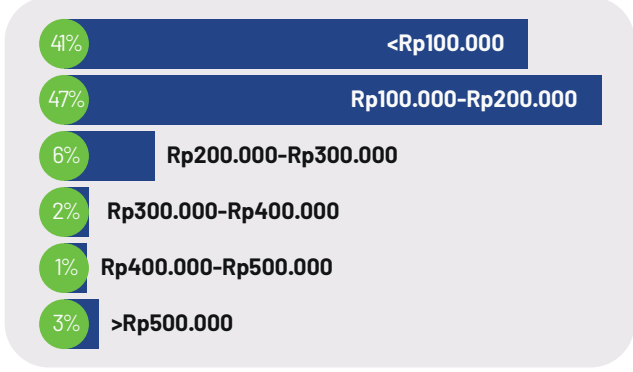 41% <Rp100.000
47% Rp100.000-Rp200.000
6% Rp200.000-Rp300.000
2% Rp300.000-Rp400.000
1% Rp400.000-Rp500.000
3% >Rp500.000